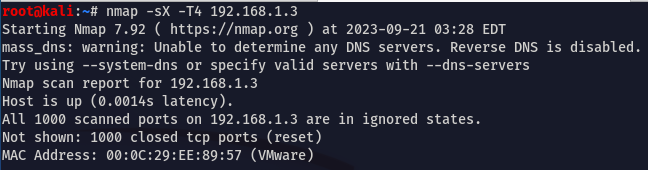 root@kali:~# nmap -sX -T4 192.168.1.3
Starting Nmap 7.92 ( https://nmap.org ) at 2023-09-21 03:28 EDT
mass_dns: warning: Unable to determine any DNS servers. Reverse DNS is disabled.
Try using --system-dns or specify valid servers with --dns-servers
Nmap scan report for 192.168.1.3
Host is up (0.0014s latency).
All 1000 scanned ports on 192.168.1.3 are in ignored states.
Not shown: 1000 closed tcp ports (reset)
MAC Address: 00:0C:29:EE:89:57 (VMware)